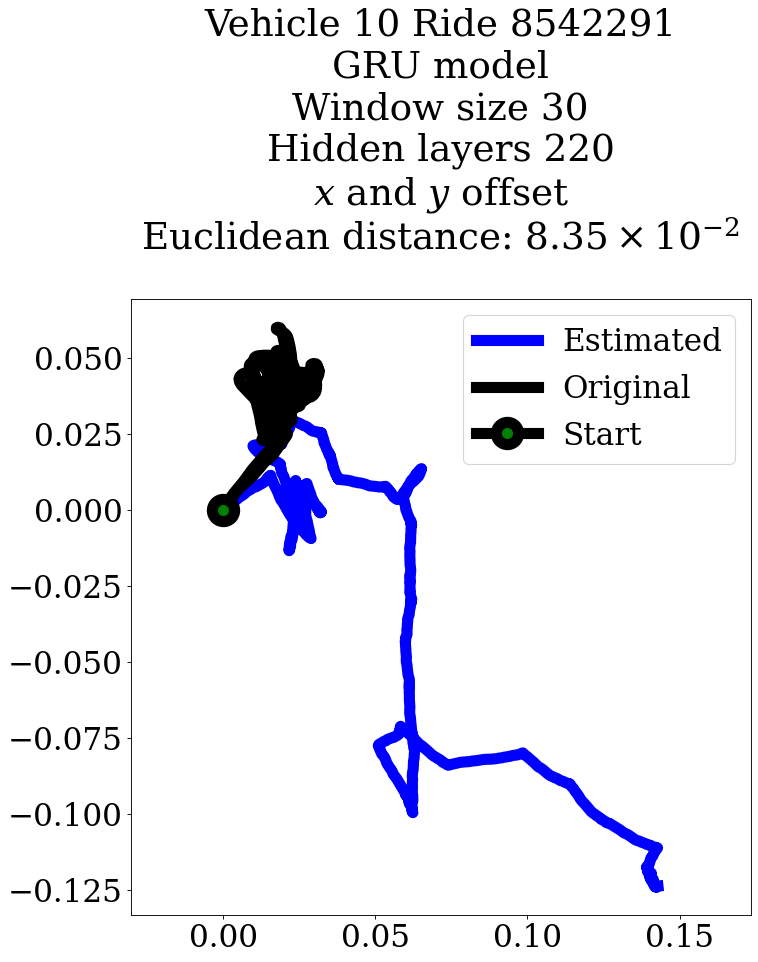 Vehicle 10 Ride 8542291
GRU model
Window size 30
Hidden layers 220
x and y offset
Euclidean distance: 8.35 × 10⁻²
Estimated
Original
Start
0.050
0.025
0.000
−0.025
−0.050
−0.075
−0.100
−0.125
0.00 0.05 0.10 0.15